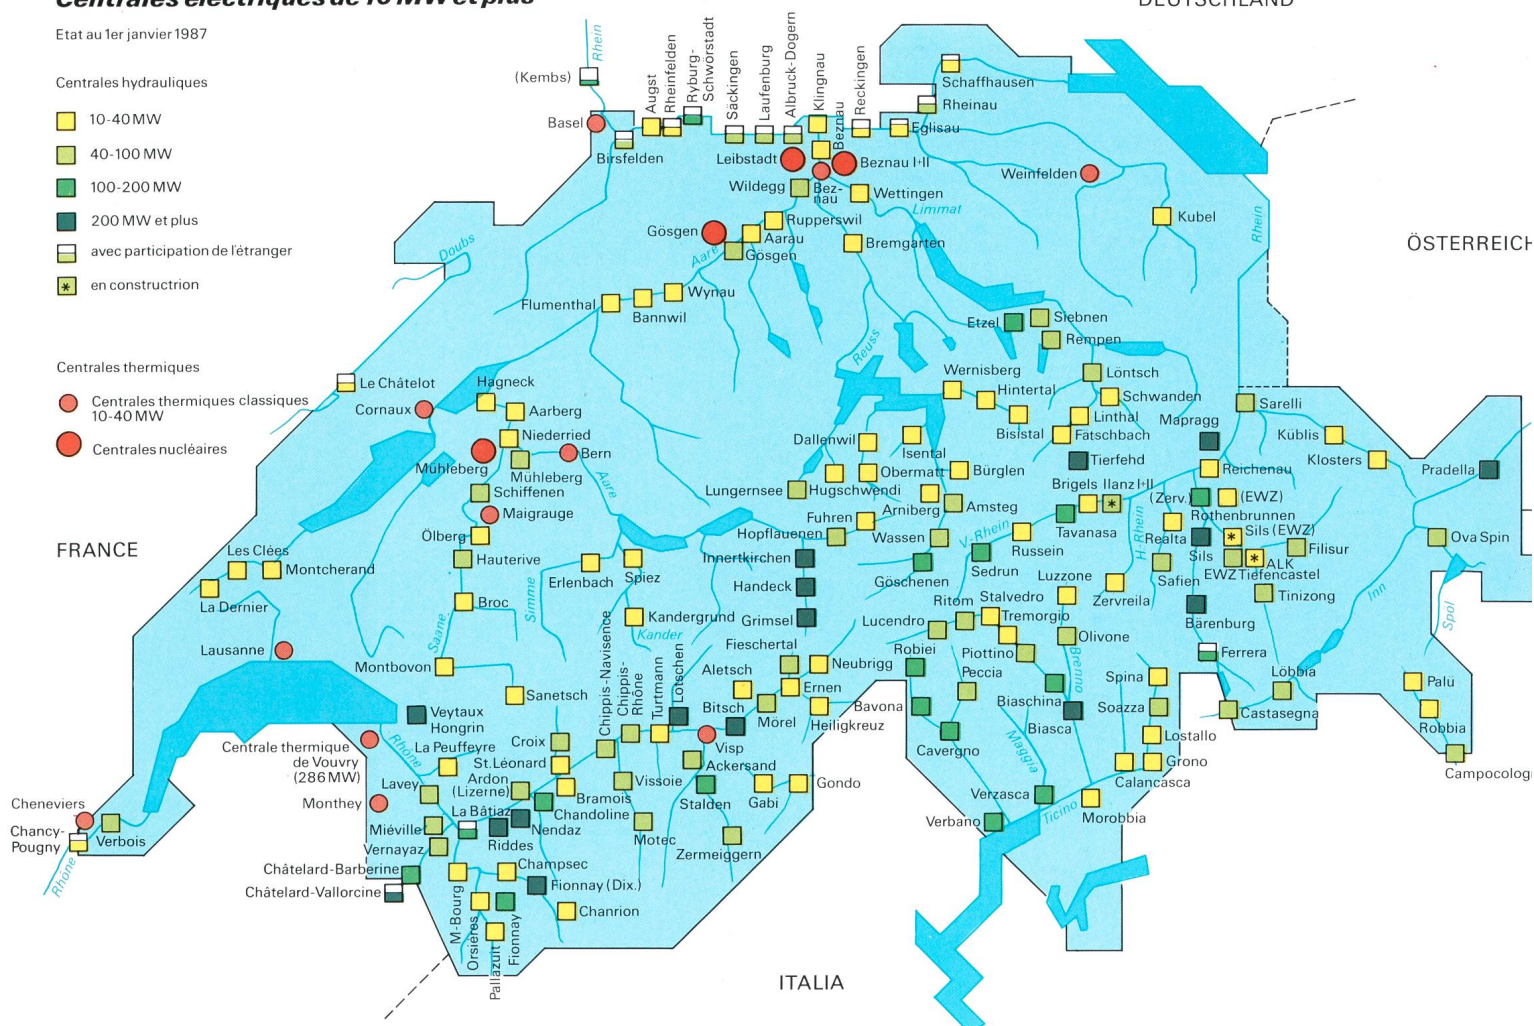 Centrales électriques de 10 MW et plus
Etat au 1er janvier 1987
Centrales hydrauliques
10-40 MW
40-100 MW
100-200 MW
200 MW et plus
avec participation de l'étranger
en constructrion
Centrales thermiques
Centrales thermiques classiques
10-40 MW
Centrales nucléaires
DEUTSCHLAND
ÖSTERREICH
FRANCE
ITALIA
Rhein
(Kembs)
Basel
Birsfelden
Augst
Rheinfelden
Ryburg-
Schwörstadt
Säckingen
Laufenburg
Albruck-Dogern
Klingnau
Beznau
Reckingen
Eglisau
Schaffhausen
Rheinau
Leibstadt
Beznau I+II
Wildegg
Bez-
nau
Wettingen
Limmat
Weinfelden
Kubel
Rhein
Rupperswil
Gösgen
Aarau
Gösgen
Bremgarten
Aare
Doubs
Wynau
Flumenthal
Bannwil
Reuss
Etzel
Siebnen
Rempen
Le Châtelot
Cornaux
Hagneck
Aarberg
Niederried
Mühleberg
Mühleberg
Bern
Aare
Schiffenen
Maigrauge
Ölberg
Hauterive
Broc
Saane
Simme
Montbovon
Sanetsch
Erlenbach
Spiez
Kandergrund
Kander
Wernisberg
Hintertal
Bisistal
Löntsch
Schwanden
Linthal
Fatschbach
Tierfehd
Mapragg
Sarelli
Küblis
Klosters
Pradella
Dallenwil
Isental
Obermatt
Bürglen
Lungernsee
Hugschwendi
Arniberg
Amsteg
Fuhren
Wassen
Hopflauenen
Innertkirchen
Handeck
Grimsel
Göschenen
Brigels
Ilanz I+II
Tavanasa
V-Rhein
Russein
Sedrun
H-Rhein
Reichenau
(Zerv.)
(EWZ)
Rothenbrunnen
Realta
Sils (EWZ)
Sils
EWZ
ALK
Tiefencastel
Filisur
Safien
Zervreila
Tinizong
Bärenburg
Ferrera
Löbbia
Castasegna
Ova Spin
Inn
Spöl
Palü
Robbia
Campocologno
Les Clées
Montcherand
La Dernier
Lausanne
Luzzone
Stalvedro
Ritom
Tremorgio
Lucendro
Piottino
Olivone
Robiei
Peccia
Brenno
Biaschina
Biasca
Bavona
Cavergno
Maggia
Verzasca
Verbano
Ticino
Morobbia
Spina
Soazza
Lostallo
Grono
Calancasca
Fieschertal
Neubrigg
Aletsch
Ernen
Bitsch
Mörel
Heiligkreuz
Chippis-Navisence
Chippis-
Rhône
Turtmann
Lötschen
Visp
Ackersand
Stalden
Gabi
Gondo
Zermeiggern
Vissoie
Motec
Veytaux
Hongrin
Rhône
La Peuffeyre
Centrale thermique
de Vouvry
(286 MW)
Monthey
Lavey
Croix
St.Léonard
Ardon
(Lizerne)
Bramois
Chandoline
La Bâtiaz
Nendaz
Riddes
Miéville
Vernayaz
Châtelard-Barberine
Châtelard-Vallorcine
Champsec
Fionnay (Dix.)
Chanrion
M-Bourg
Orsières
Pallazuit
Fionnay
Cheneviers
Chancy-
Pougny
Verbois
Rhône